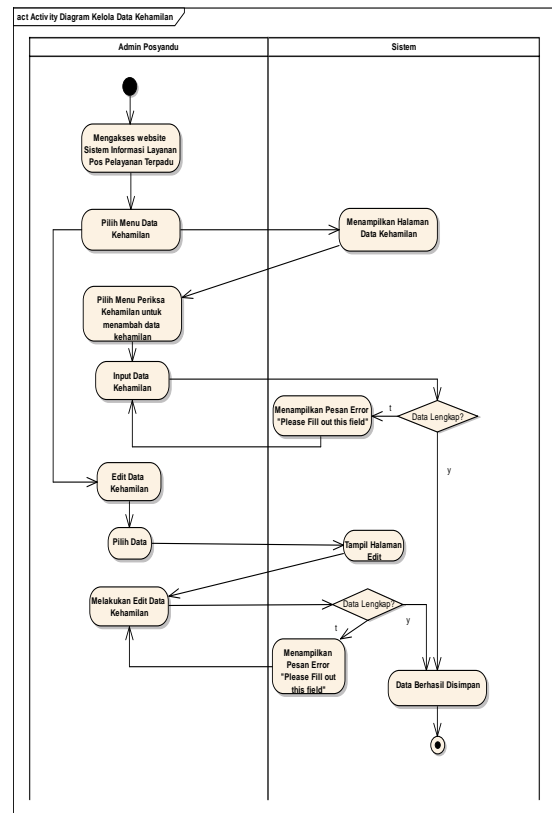 act Activity Diagram Kelola Data Kehamilan
Admin Posyandu
Sistem
Mengakses website
Sistem Informasi Layanan
Pos Pelayanan Terpadu
Pilih Menu Data
Kehamilan
Menampilkan Halaman
Data Kehamilan
Pilih Menu Periksa
Kehamilan untuk
menambah data
kehamilan
Input Data
Kehamilan
Menampilkan Pesan Error
"Please Fill out this field"
t
Data Lengkap?
y
Edit Data
Kehamilan
Pilih Data
Tampil Halaman
Edit
Melakukan Edit Data
Kehamilan
Data Lengkap?
t
y
Menampilkan
Pesan Error
"Please Fill out
this field"
Data Berhasil Disimpan